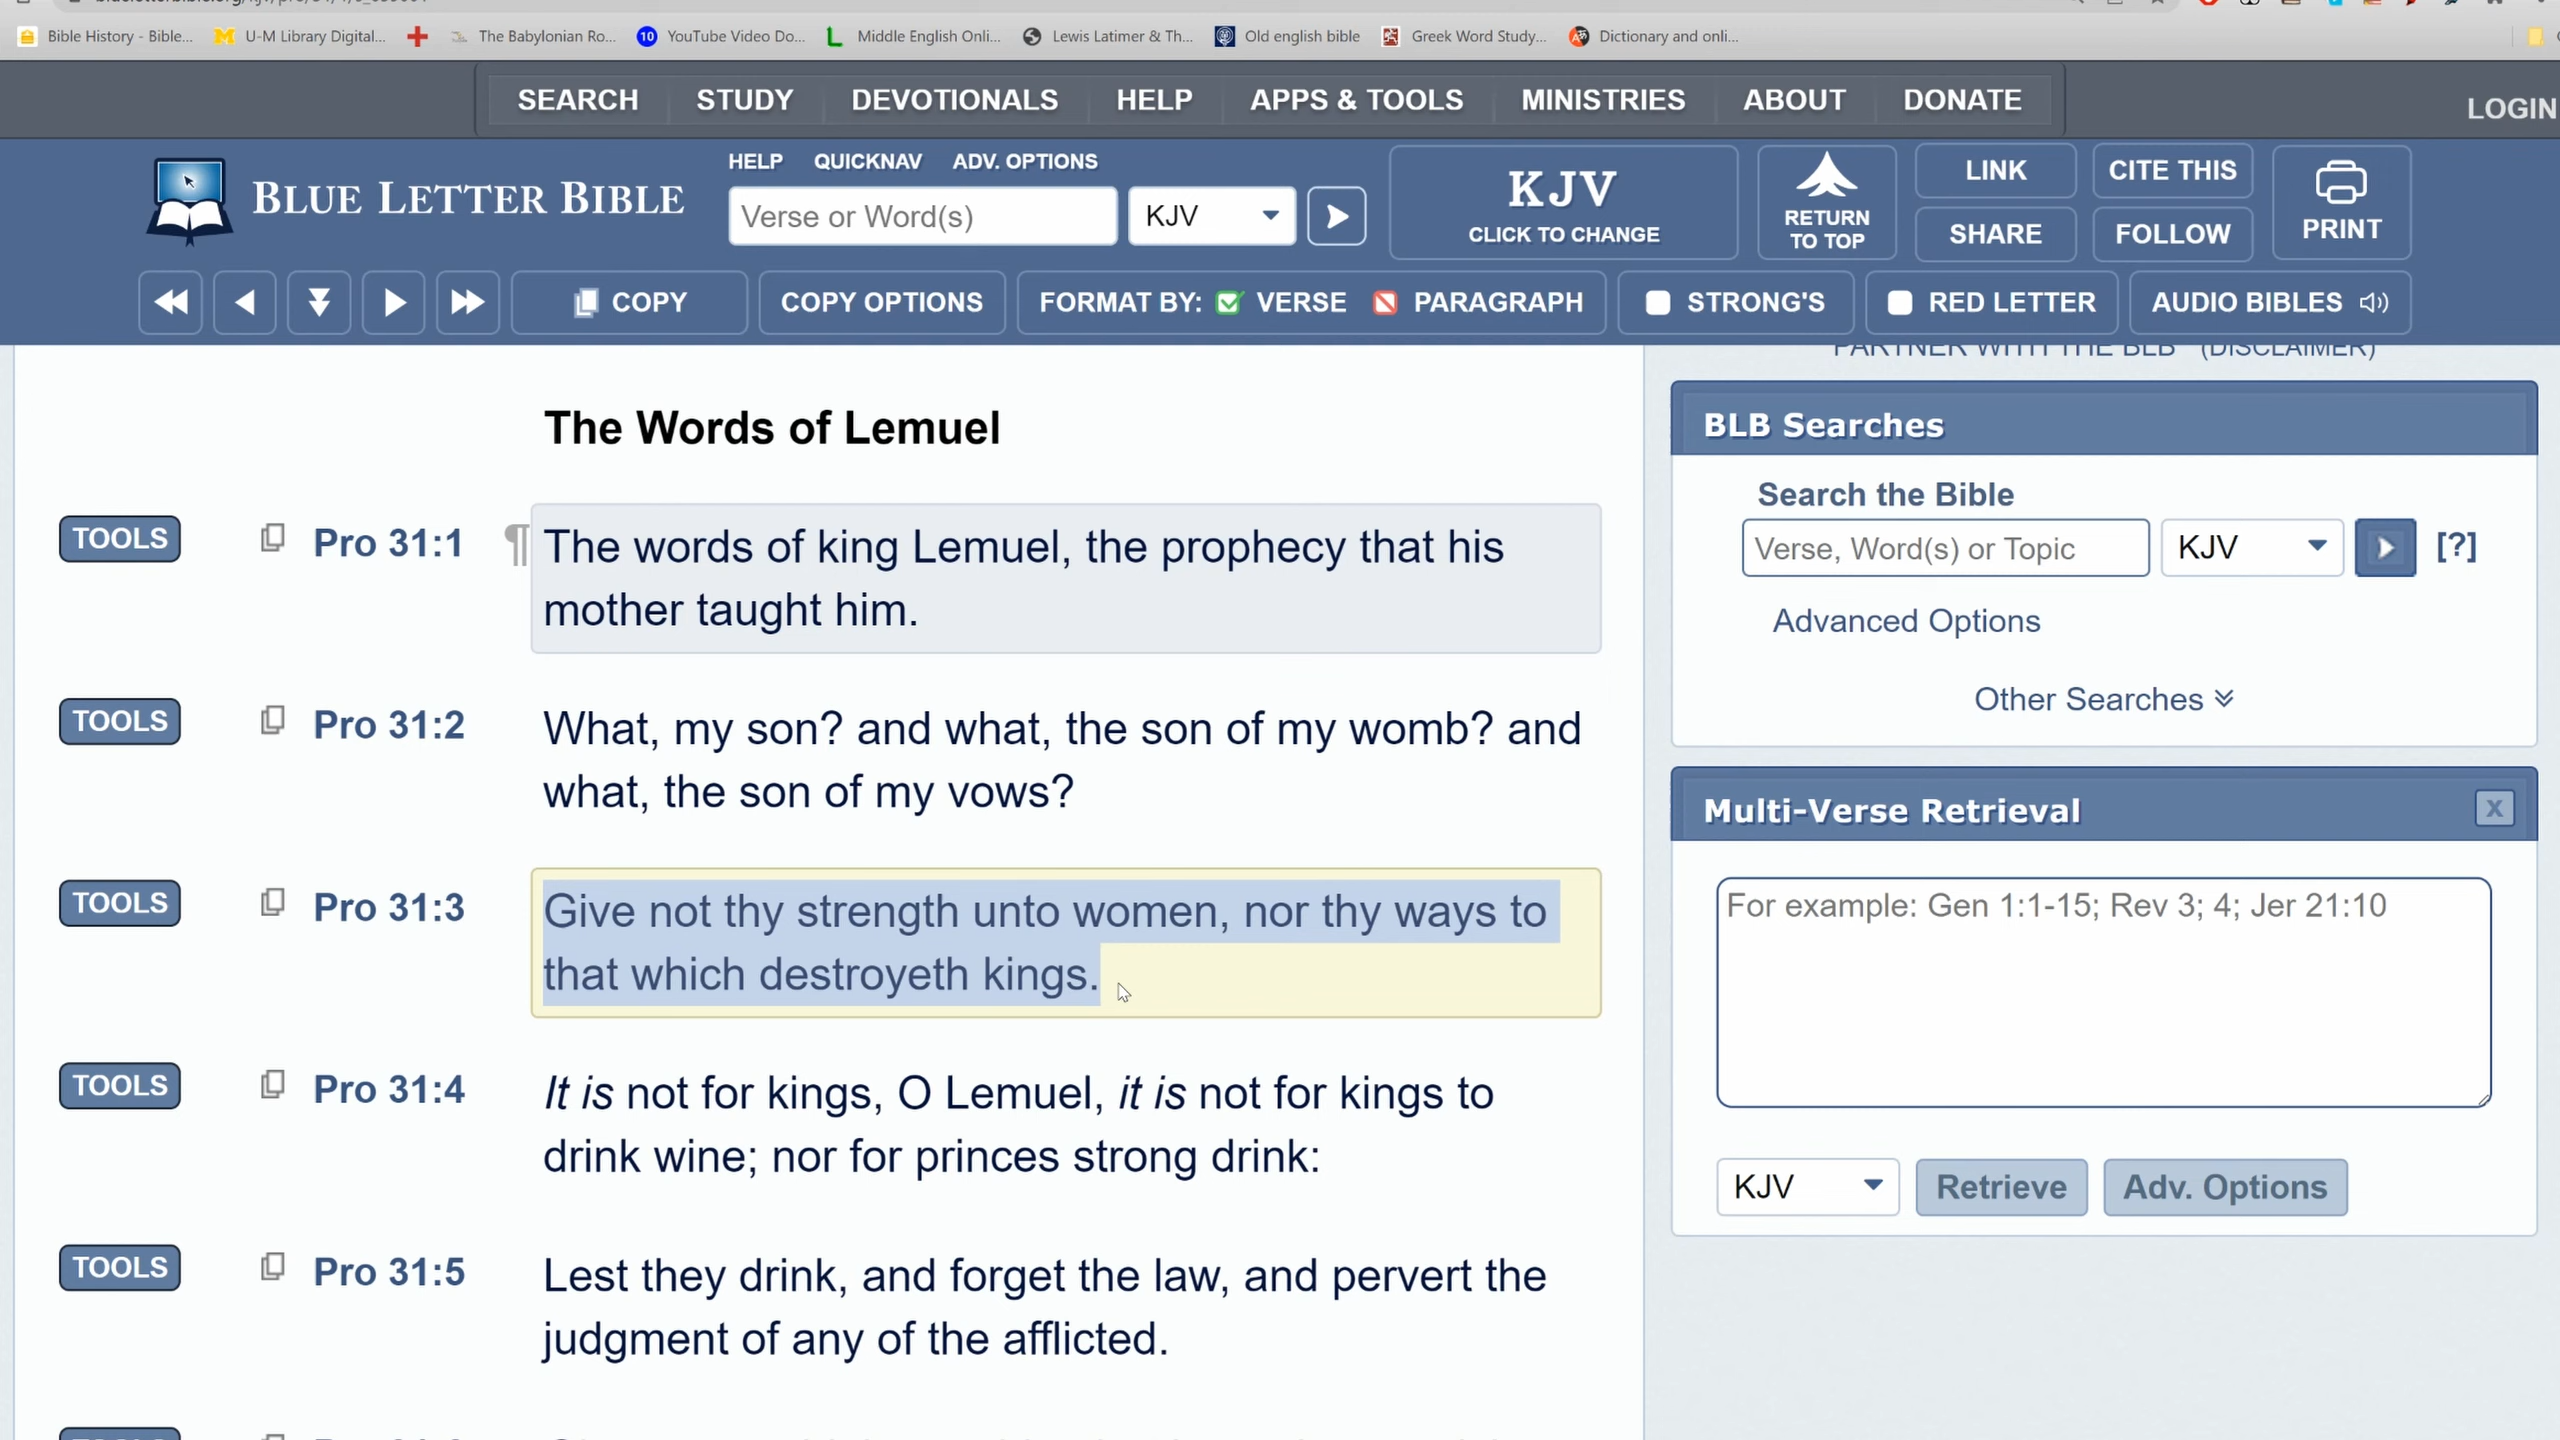 Bible History - Bible... U-M Library Digital... The Babylonian Ro... 10 YouTube Video Do... Middle English Onli... Lewis Latimer & Th... Old english bible Greek Word Study... Dictionary and onli...
SEARCH STUDY DEVOTIONALS HELP APPS & TOOLS MINISTRIES ABOUT DONATE LOGIN
BLUE LETTER BIBLE
HELP QUICKNAV ADV. OPTIONS
Verse or Word(s) KJV
KJV
CLICK TO CHANGE
RETURN
TO TOP
LINK CITE THIS
SHARE FOLLOW
PRINT
COPY COPY OPTIONS FORMAT BY: VERSE PARAGRAPH STRONG'S RED LETTER AUDIO BIBLES
PARTNER WITH THE BLB (DISCLAIMER)
The Words of Lemuel
TOOLS Pro 31:1 ¶ The words of king Lemuel, the prophecy that his
mother taught him.
TOOLS Pro 31:2 What, my son? and what, the son of my womb? and
what, the son of my vows?
TOOLS Pro 31:3 Give not thy strength unto women, nor thy ways to
that which destroyeth kings.
TOOLS Pro 31:4 It is not for kings, O Lemuel, it is not for kings to
drink wine; nor for princes strong drink:
TOOLS Pro 31:5 Lest they drink, and forget the law, and pervert the
judgment of any of the afflicted.
BLB Searches
Search the Bible
Verse, Word(s) or Topic KJV [?]
Advanced Options
Other Searches
Multi-Verse Retrieval X
For example: Gen 1:1-15; Rev 3; 4; Jer 21:10
KJV Retrieve Adv. Options